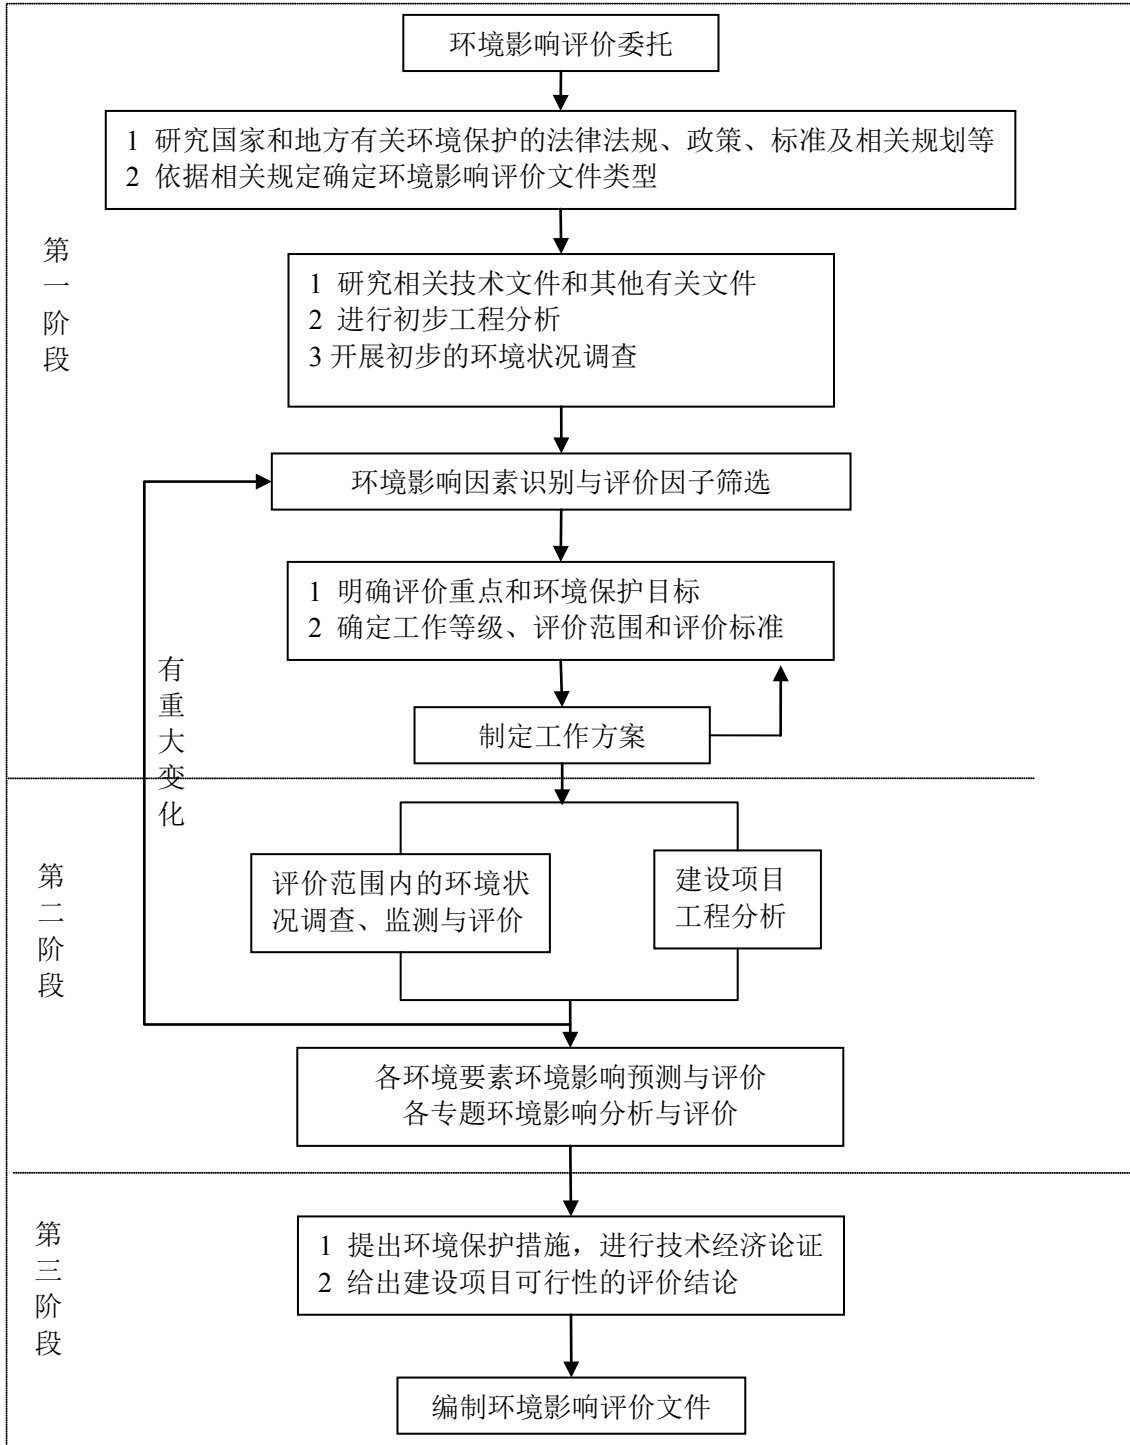 环境影响评价委托
1 研究国家和地方有关环境保护的法律法规、政策、标准及相关规划等
2 依据相关规定确定环境影响评价文件类型
第一阶段
1 研究相关技术文件和其他有关文件
2 进行初步工程分析
3 开展初步的环境状况调查
环境影响因素识别与评价因子筛选
1 明确评价重点和环境保护目标
2 确定工作等级、评价范围和评价标准
有重大变化
制定工作方案
第二阶段
评价范围内的环境状
况调查、监测与评价
建设项目
工程分析
各环境要素环境影响预测与评价
各专题环境影响分析与评价
第三阶段
1 提出环境保护措施，进行技术经济论证
2 给出建设项目可行性的评价结论
编制环境影响评价文件